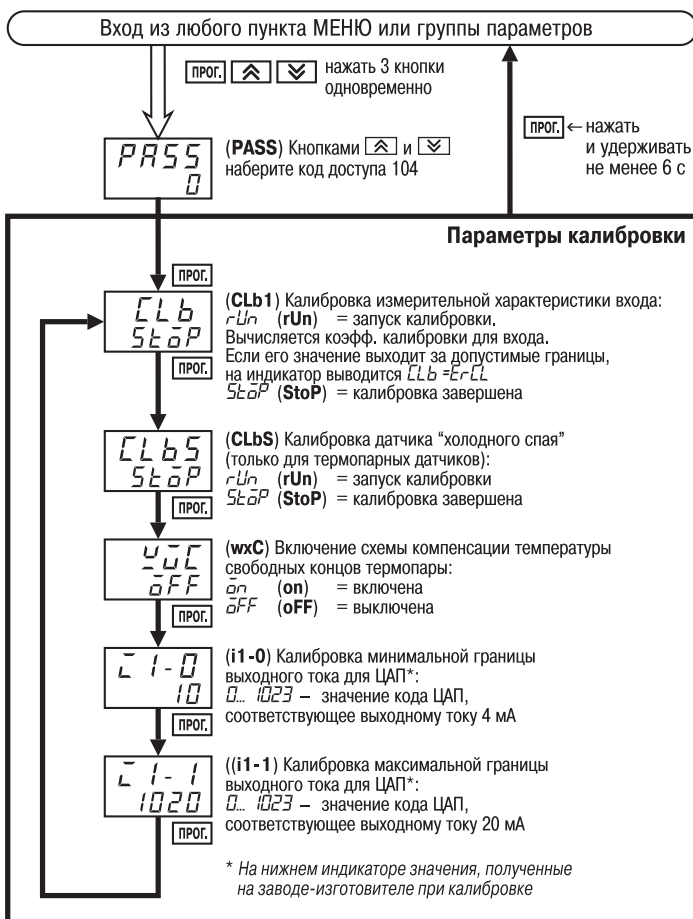 Вход из любого пункта МЕНЮ или группы параметров
ПРОГ. нажать 3 кнопки
одновременно
ПРОГ. ← нажать
и удерживать
не менее 6 с
PASS
0
(PASS) Кнопками и
наберите код доступа 104
Параметры калибровки
ПРОГ.
CLb
StoP
(CLb1) Калибровка измерительной характеристики входа:
rUn (rUn) = запуск калибровки.
Вычисляется коэфф. калибровки для входа.
Если его значение выходит за допустимые границы,
на индикатор выводится CLb =ErCL
StoP (StoP) = калибровка завершена
ПРОГ.
CLbS
StoP
(CLbS) Калибровка датчика “холодного спая”
(только для термопарных датчиков):
rUn (rUn) = запуск калибровки
StoP (StoP) = калибровка завершена
ПРОГ.
oFF
(wxC) Включение схемы компенсации температуры
свободных концов термопары:
on (on) = включена
oFF (oFF) = выключена
ПРОГ.
i1-0
10
(i1-0) Калибровка минимальной границы
выходного тока для ЦАП*:
0... 1023 – значение кода ЦАП,
соответствующее выходному току 4 мА
ПРОГ.
i1-1
1020
((i1-1) Калибровка максимальной границы
выходного тока для ЦАП*:
0... 1023 – значение кода ЦАП,
соответствующее выходному току 20 мА
ПРОГ.
* На нижнем индикаторе значения, полученные
на заводе-изготовителе при калибровке